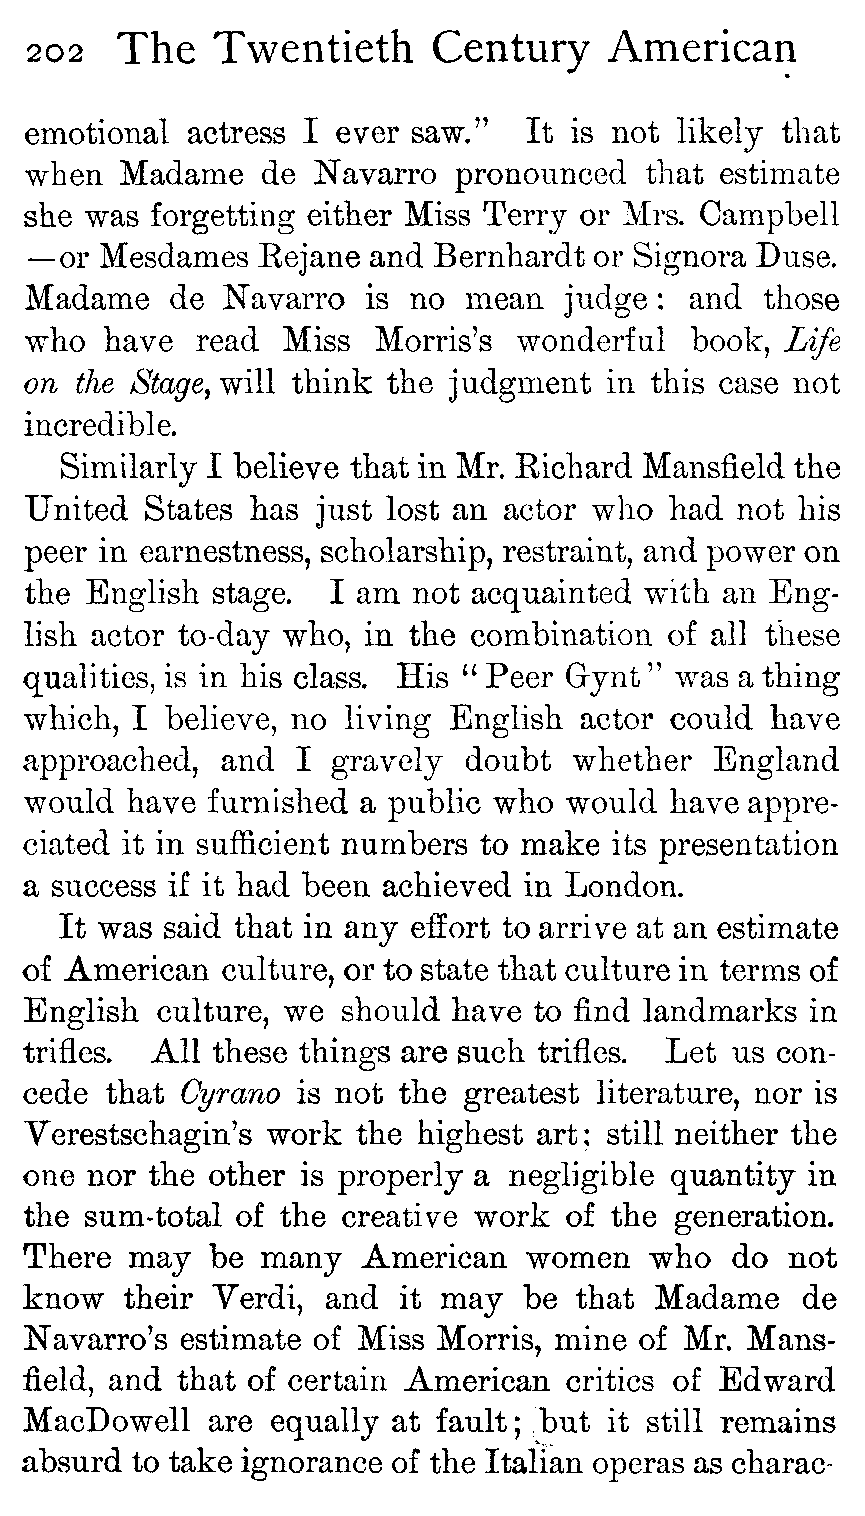 202 The Twentieth Century American
emotional actress I ever saw.” It is not likely that
when Madame de Navarro pronounced that estimate
she was forgetting either Miss Terry or Mrs. Campbell
—or Mesdames Rejane and Bernhardt or Signora Duse.
Madame de Navarro is no mean judge: and those
who have read Miss Morris’s wonderful book, Life
on the Stage, will think the judgment in this case not
incredible.
Similarly I believe that in Mr. Richard Mansfield the
United States has just lost an actor who had not his
peer in earnestness, scholarship, restraint, and power on
the English stage. I am not acquainted with an Eng-
lish actor to-day who, in the combination of all these
qualities, is in his class. His “Peer Gynt” was a thing
which, I believe, no living English actor could have
approached, and I gravely doubt whether England
would have furnished a public who would have appre-
ciated it in sufficient numbers to make its presentation
a success if it had been achieved in London.
It was said that in any effort to arrive at an estimate
of American culture, or to state that culture in terms of
English culture, we should have to find landmarks in
trifles. All these things are such trifles. Let us con-
cede that Cyrano is not the greatest literature, nor is
Verestschagin’s work the highest art; still neither the
one nor the other is properly a negligible quantity in
the sum-total of the creative work of the generation.
There may be many American women who do not
know their Verdi, and it may be that Madame de
Navarro’s estimate of Miss Morris, mine of Mr. Mans-
field, and that of certain American critics of Edward
MacDowell are equally at fault; but it still remains
absurd to take ignorance of the Italian operas as charac-